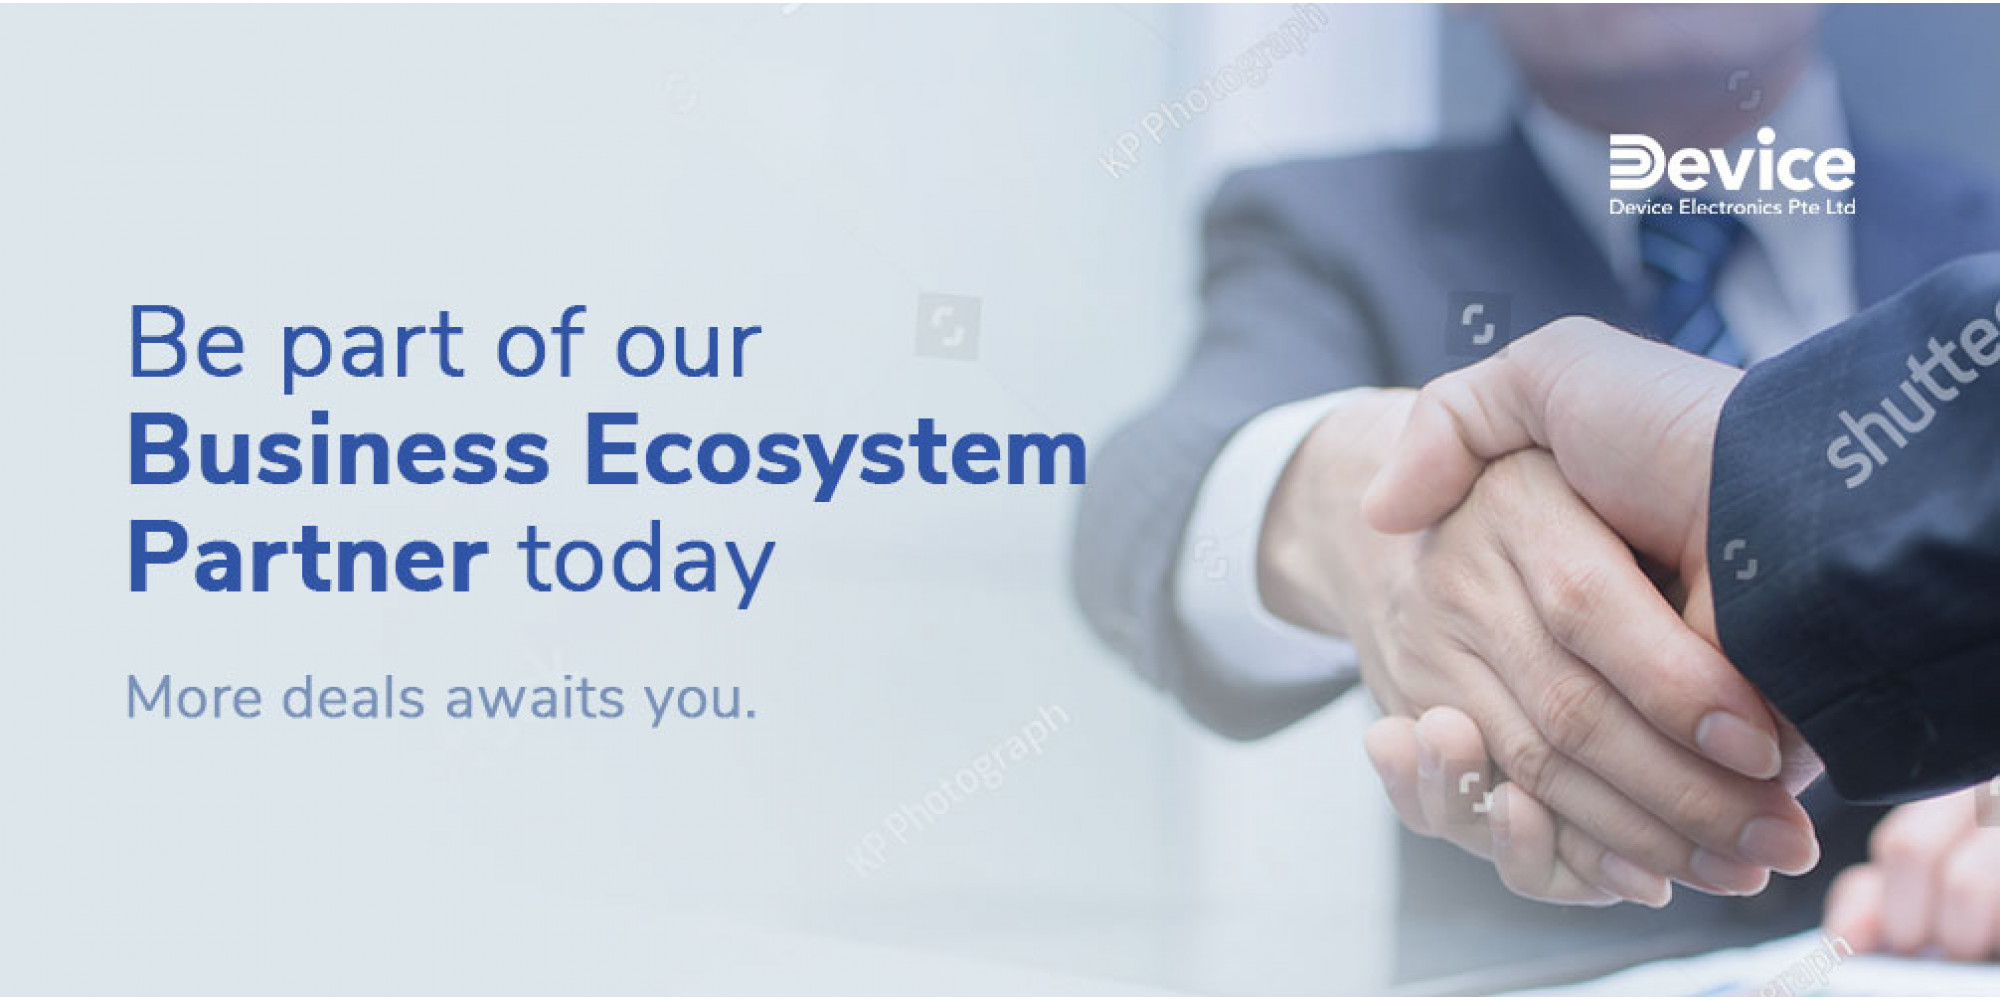 KP Photograph
Device
Device Electronics Pte Ltd
Be part of our
Business Ecosystem
Partner today
More deals awaits you.
shutte
KP Photograph
graph